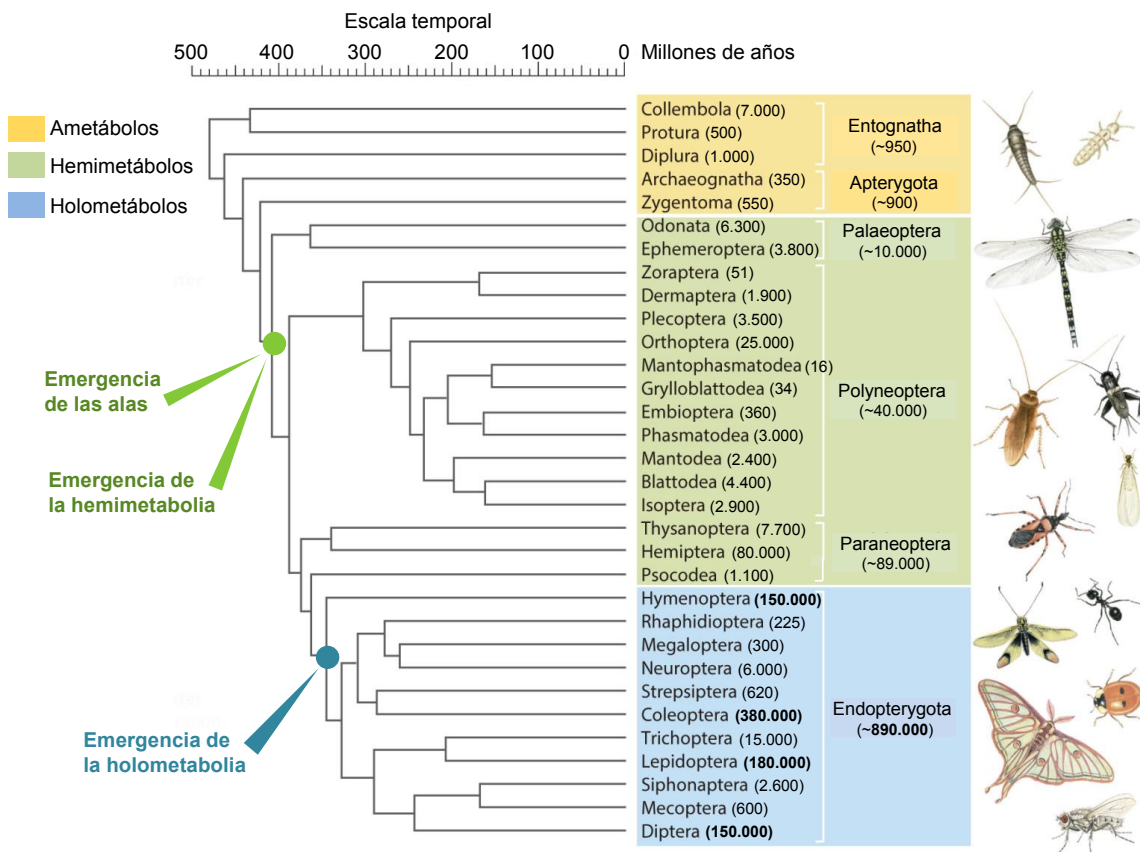 Escala temporal
500 400 300 200 100 0 Millones de años
Ametábolos
Hemimetábolos
Holometábolos
Collembola (7.000)
Protura (500)
Diplura (1.000)
Entognatha
(~950)
Archaeognatha (350)
Zygentoma (550)
Apterygota
(~900)
Odonata (6.300)
Ephemeroptera (3.800)
Palaeoptera
(~10.000)
Zoraptera (51)
Dermaptera (1.900)
Plecoptera (3.500)
Orthoptera (25.000)
Mantophasmatodea (16)
Grylloblattodea (34)
Embioptera (360)
Phasmatodea (3.000)
Mantodea (2.400)
Blattodea (4.400)
Isoptera (2.900)
Polyneoptera
(~40.000)
Thysanoptera (7.700)
Hemiptera (80.000)
Psocodea (1.100)
Paraneoptera
(~89.000)
Hymenoptera (150.000)
Rhaphidioptera (225)
Megaloptera (300)
Neuroptera (6.000)
Strepsiptera (620)
Coleoptera (380.000)
Trichoptera (15.000)
Lepidoptera (180.000)
Siphonaptera (2.600)
Mecoptera (600)
Diptera (150.000)
Endopterygota
(~890.000)
Emergencia
de las alas
Emergencia de
la hemimetabolia
Emergencia de
la holometabolia